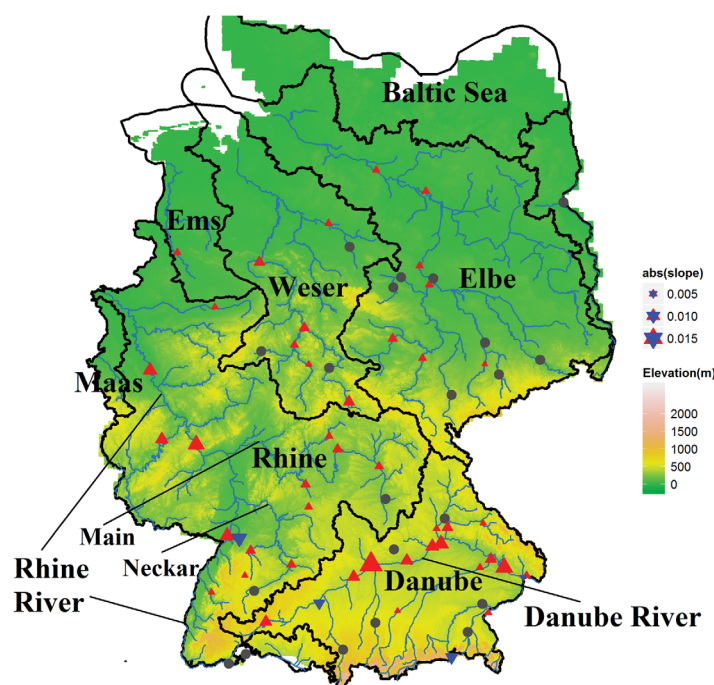 Baltic Sea
Ems
Weser
Elbe
Maas
Rhine
Main
Neckar
Rhine
River
Danube
Danube River
abs(slope)
0.005
0.010
0.015
Elevation(m)
2000
1500
1000
500
0